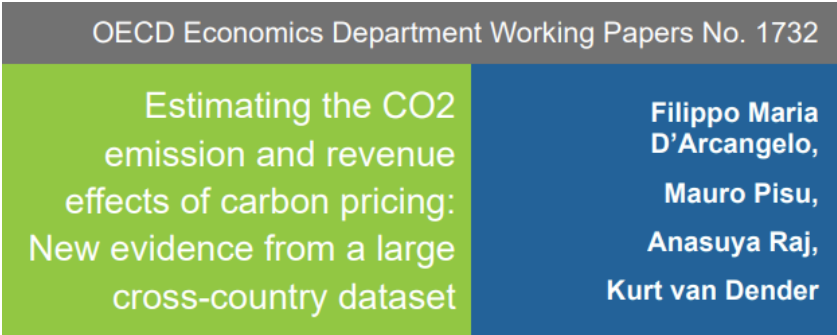 OECD Economics Department Working Papers No. 1732
Estimating the CO2
emission and revenue
effects of carbon pricing:
New evidence from a large
cross-country dataset
Filippo Maria
D’Arcangelo,
Mauro Pisu,
Anasuya Raj,
Kurt van Dender